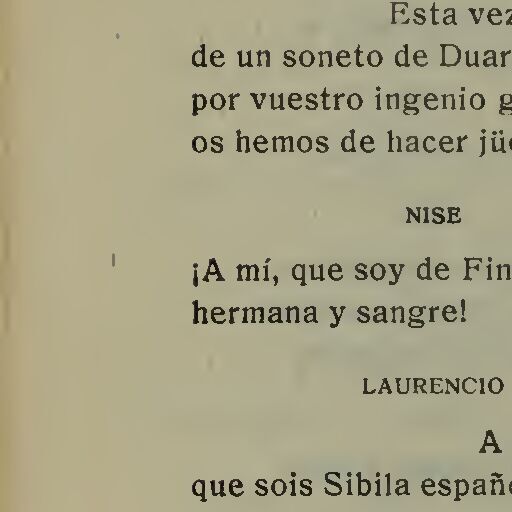 Esta vez
de un soneto de Duar
por vuestro ingenio g
os hemos de hacer jüe
NISE
¡A mí, que soy de Fin
hermana y sangre!
LAURENCIO
A
que sois Sibila españo